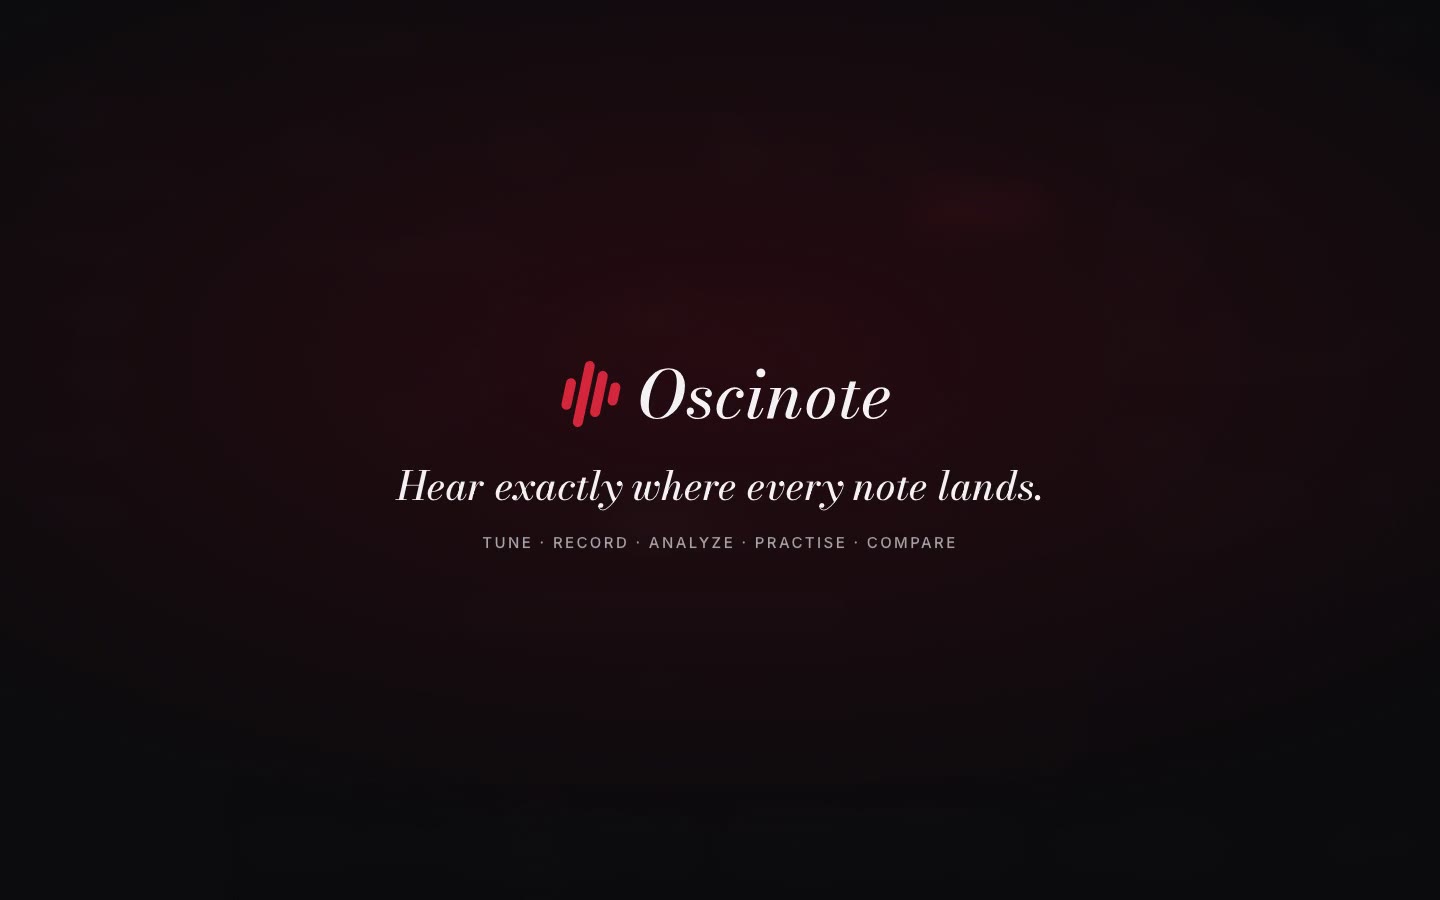 Oscinote
Hear exactly where every note lands.
TUNE · RECORD · ANALYZE · PRACTISE · COMPARE